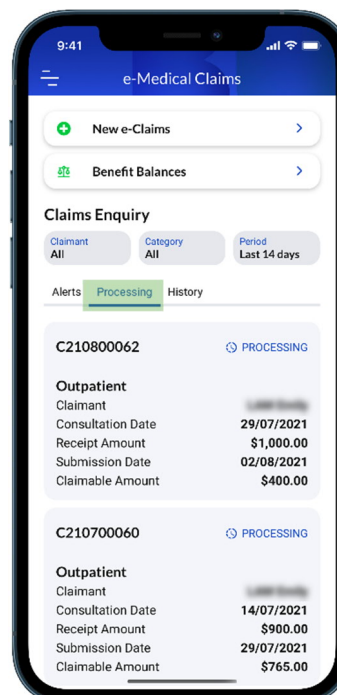 9:41
e-Medical Claims
New e-Claims
Benefit Balances
Claims Enquiry
Claimant Category Period
All All Last 14 days
Alerts Processing History
C210800062 PROCESSING
Outpatient
Claimant
Consultation Date 29/07/2021
Receipt Amount $1,000.00
Submission Date 02/08/2021
Claimable Amount $400.00
C210700060 PROCESSING
Outpatient
Claimant
Consultation Date 14/07/2021
Receipt Amount $900.00
Submission Date 29/07/2021
Claimable Amount $765.00